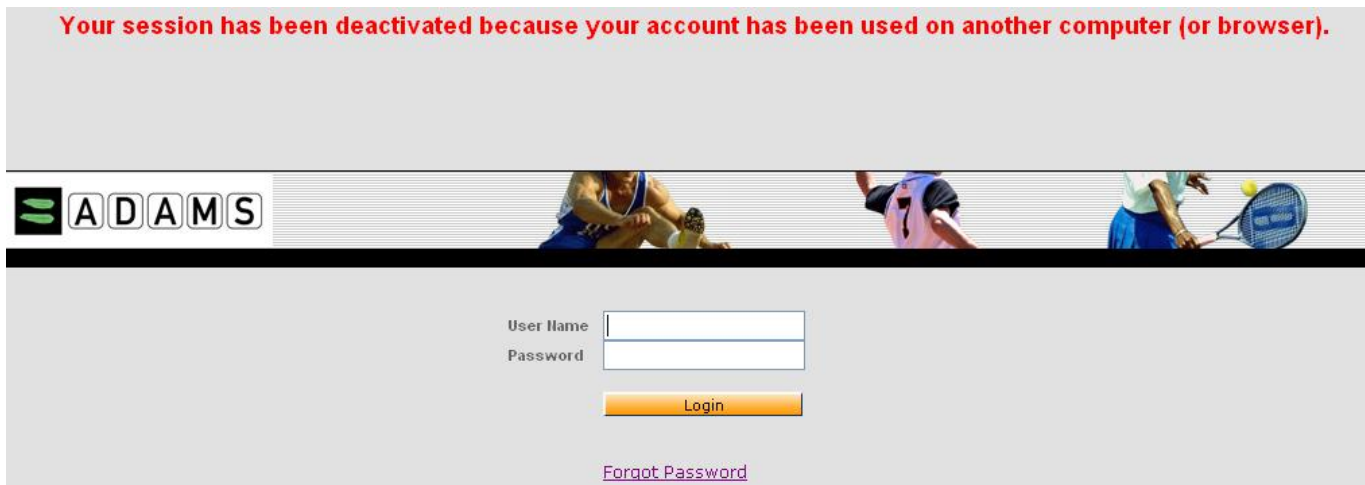 Your session has been deactivated because your account has been used on another computer (or browser).
ADAMS
7
User Name
Password
Login
Forgot Password